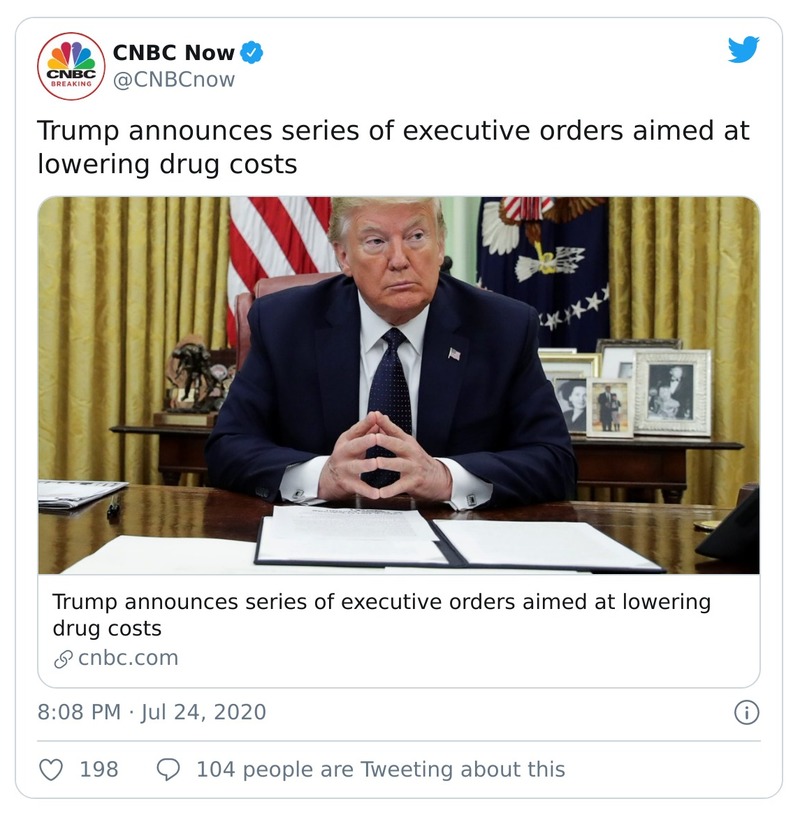 CNBC
BREAKING
CNBC Now
@CNBCnow
Trump announces series of executive orders aimed at
lowering drug costs
Trump announces series of executive orders aimed at lowering
drug costs
cnbc.com
8:08 PM · Jul 24, 2020
198
104 people are Tweeting about this